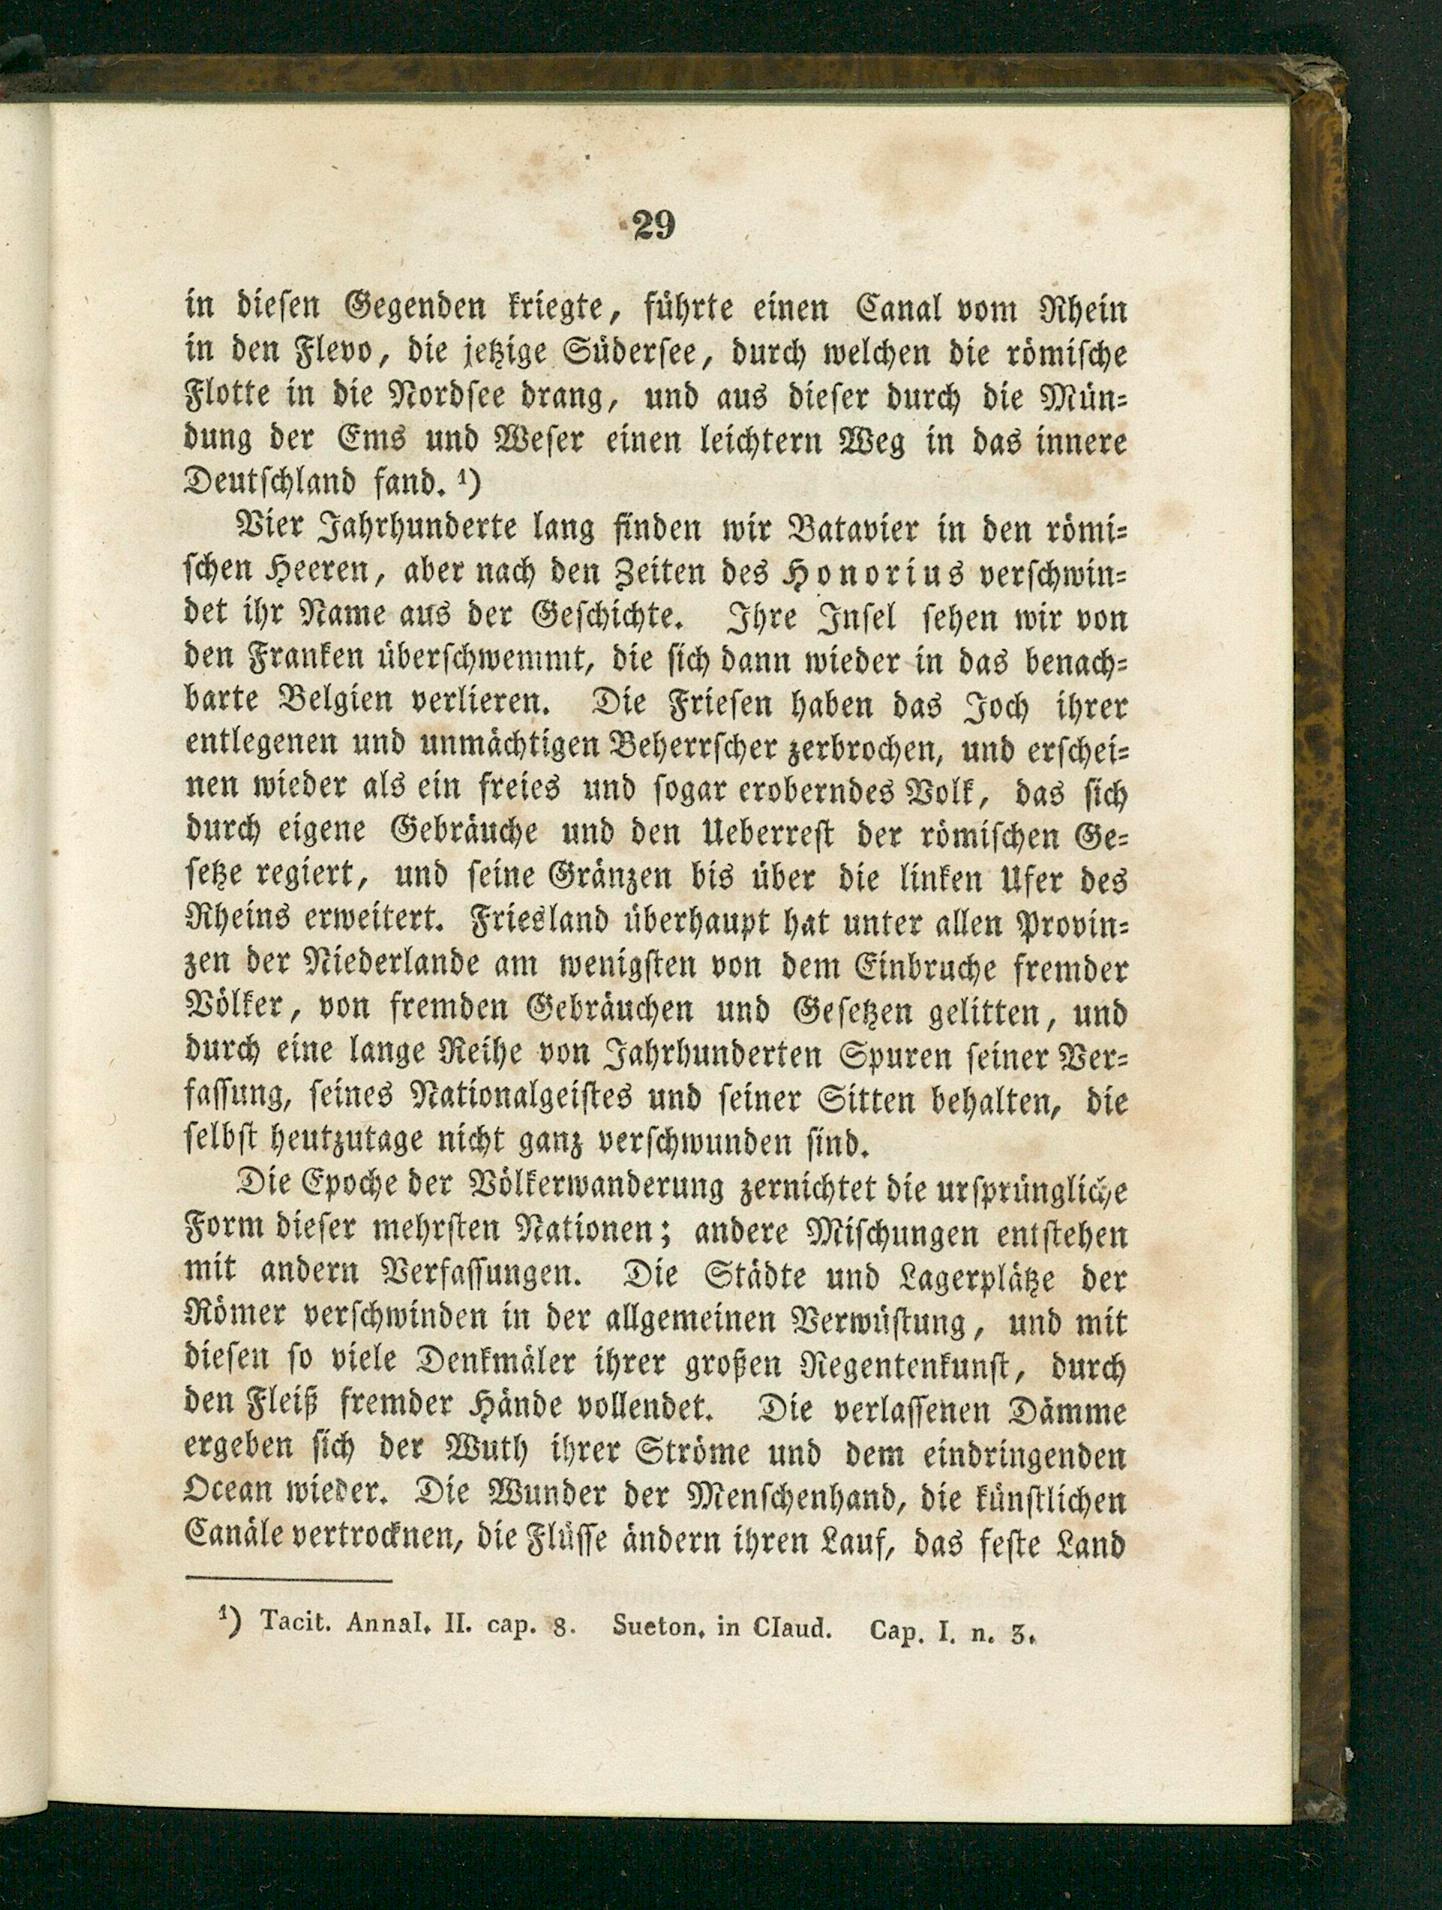 29
in diesen Gegenden kriegte, führte einen Canal vom Rhein
in den Flevo, die jetzige Südersee, durch welchen die römische
Flotte in die Nordsee drang, und aus dieser durch die Mün-
dung der Ems und Weser einen leichtern Weg in das innere
Deutschland fand. ¹)
Vier Jahrhunderte lang finden wir Batavier in den römi-
schen Heeren, aber nach den Zeiten des Honorius verschwin-
det ihr Name aus der Geschichte. Ihre Insel sehen wir von
den Franken überschwemmt, die sich dann wieder in das benach-
barte Belgien verlieren. Die Friesen haben das Joch ihrer
entlegenen und unmächtigen Beherrscher zerbrochen, und erschei-
nen wieder als ein freies und sogar eroberndes Volk, das sich
durch eigene Gebräuche und den Ueberrest der römischen Ge-
setze regiert, und seine Gränzen bis über die linken Ufer des
Rheins erweitert. Friesland überhaupt hat unter allen Provin-
zen der Niederlande am wenigsten von dem Einbruche fremder
Völker, von fremden Gebräuchen und Gesetzen gelitten, und
durch eine lange Reihe von Jahrhunderten Spuren seiner Ver-
fassung, seines Nationalgeistes und seiner Sitten behalten, die
selbst heutzutage nicht ganz verschwunden sind.
Die Epoche der Völkerwanderung zernichtet die ursprüngliche
Form dieser mehrsten Nationen; andere Mischungen entstehen
mit andern Verfassungen. Die Städte und Lagerplätze der
Römer verschwinden in der allgemeinen Verwüstung, und mit
diesen so viele Denkmäler ihrer großen Regentenkunst, durch
den Fleiß fremder Hände vollendet. Die verlassenen Dämme
ergeben sich der Wuth ihrer Ströme und dem eindringenden
Ocean wieder. Die Wunder der Menschenhand, die künstlichen
Canäle vertrocknen, die Flüsse ändern ihren Lauf, das feste Land
¹) Tacit. Annal. II. cap. 8. Sueton. in Claud. Cap. I. n. 3.